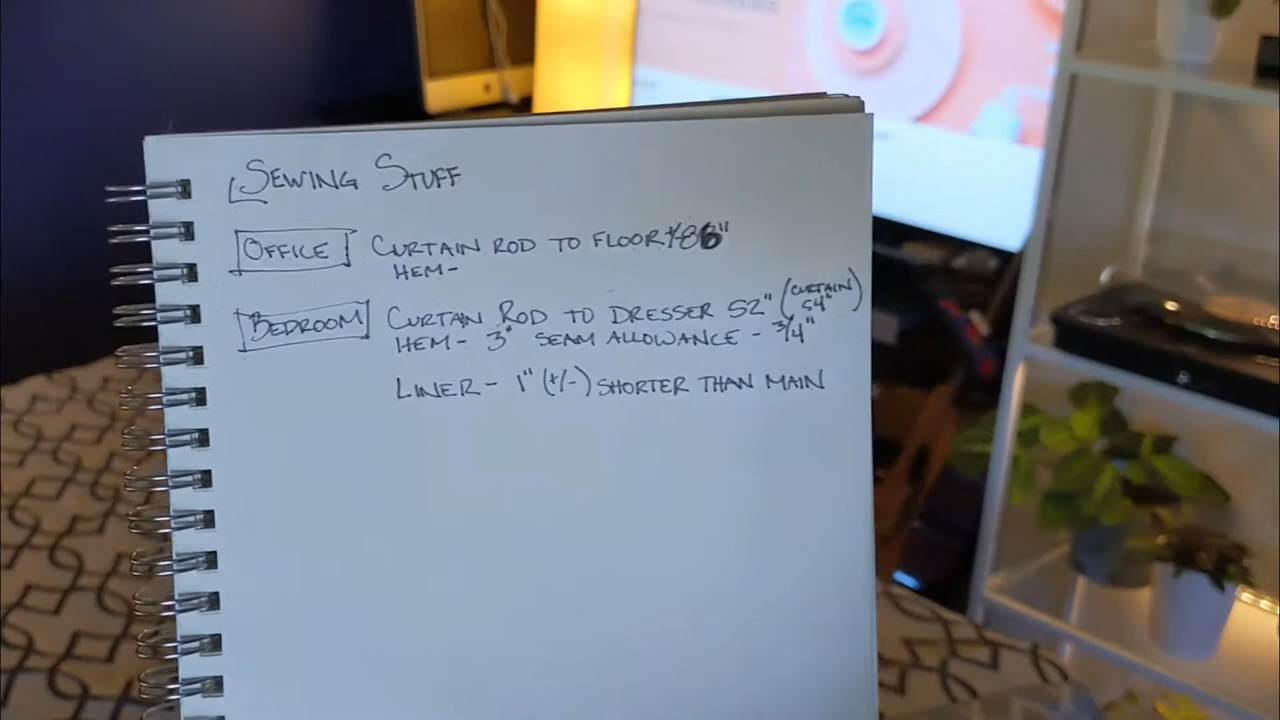 SEWING STUFF
OFFICE CURTAIN ROD TO FLOOR 86"
HEM-
BEDROOM CURTAIN ROD TO DRESSER 52" (CURTAIN 54")
HEM- 3" SEAM ALLOWANCE - 3/4"
LINER - 1" (+/-) SHORTER THAN MAIN